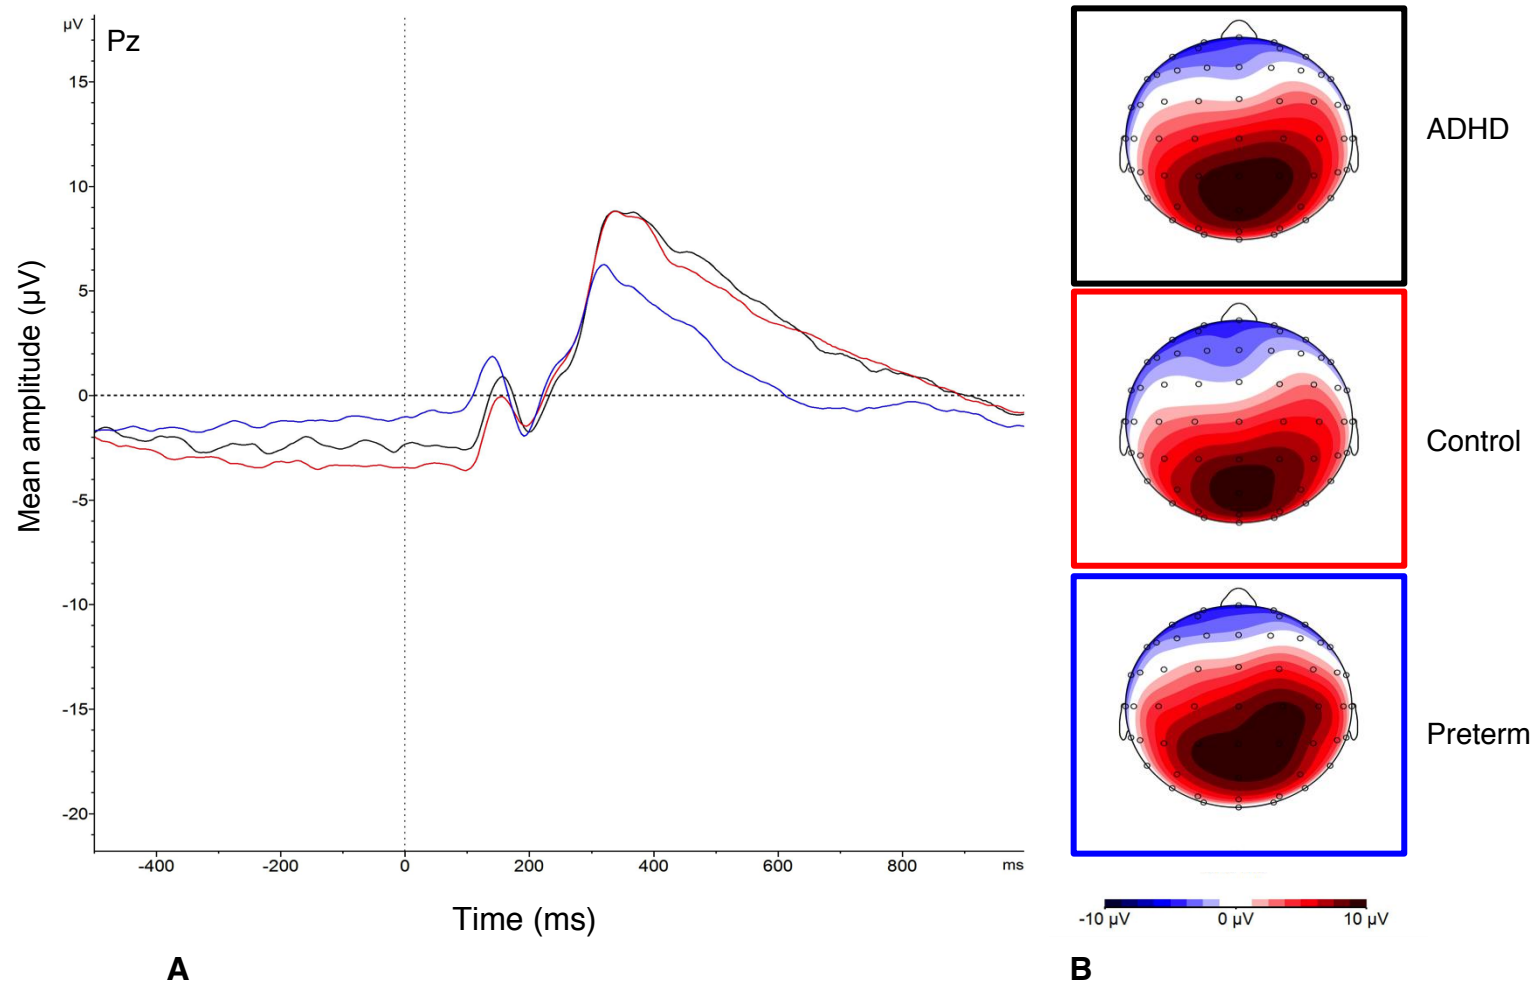 µV
Pz
15
10
5
0
-5
-10
-15
-20
Mean amplitude (µV)
-400 -200 0 200 400 600 800 ms
Time (ms)
A
ADHD
Control
Preterm
-10 µV 0 µV 10 µV
B